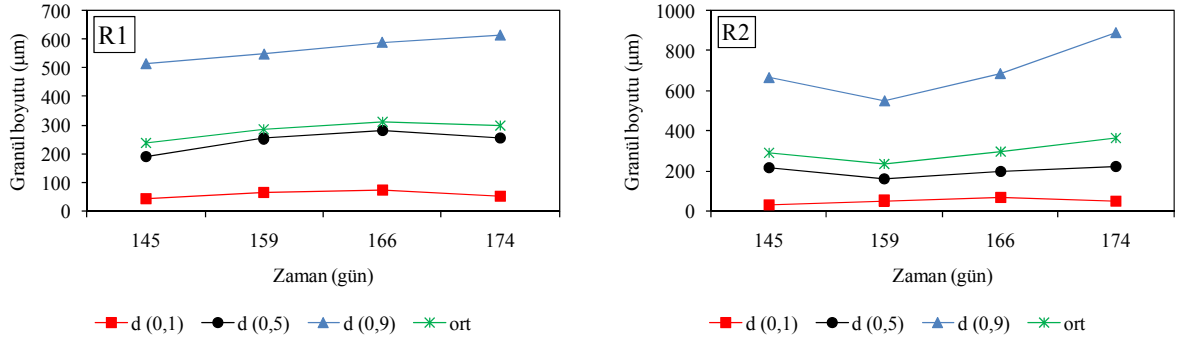 R1
Granül boyutu (µm)
700
600
500
400
300
200
100
0
145 159 166 174
Zaman (gün)
d (0,1) d (0,5) d (0,9) ort
R2
Granül boyutu (µm)
1000
800
600
400
200
0
145 159 166 174
Zaman (gün)
d (0,1) d (0,5) d (0,9) ort